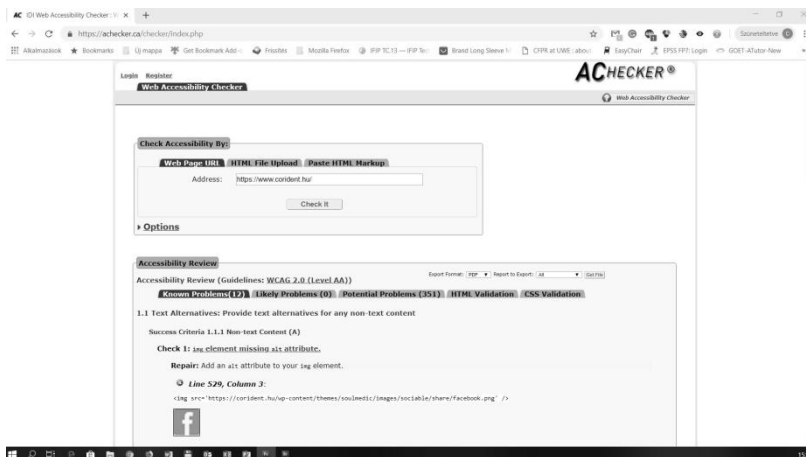 IDI Web Accessibility Checker :
https://achecker.ca/checker/index.php
Alkalmazások Bookmarks Új mappa Get Bookmark Add Frissítés Mozilla Firefox IFIP TC13 — IFIP Brand Long Sleeve CFPR at UWE : about EasyChair ESPS FP7: Login GOET-ATutor-New
Login Register
ACHECKER®
Web Accessibility Checker
Web Accessibility Checker
Check Accessibility By:
Web Page URL HTML File Upload Paste HTML Markup
Address: https://www.corident.hu/
Check It
Options
Accessibility Review
Export Format: PDF Report to Export: All Get File
Accessibility Review (Guidelines: WCAG 2.0 (Level AA))
Known Problems(12) Likely Problems (0) Potential Problems (351) HTML Validation CSS Validation
1.1 Text Alternatives: Provide text alternatives for any non-text content
Success Criteria 1.1.1 Non-text Content (A)
Check 1: img element missing alt attribute.
Repair: Add an alt attribute to your img element.
Line 529, Column 3:
<img src='https://corident.hu/wp-content/themes/soulmedic/images/sociable/share/facebook.png' />
f